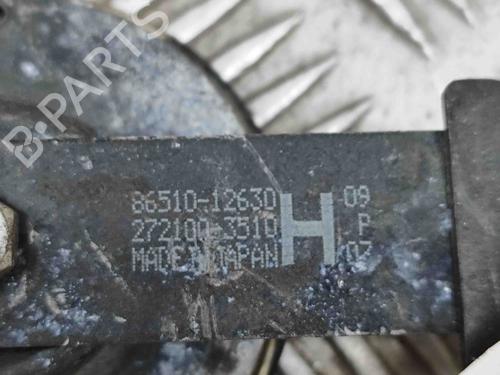 B-PARTS
86510-12630 09
272100-3510 H P
MADE IN JAPAN 07